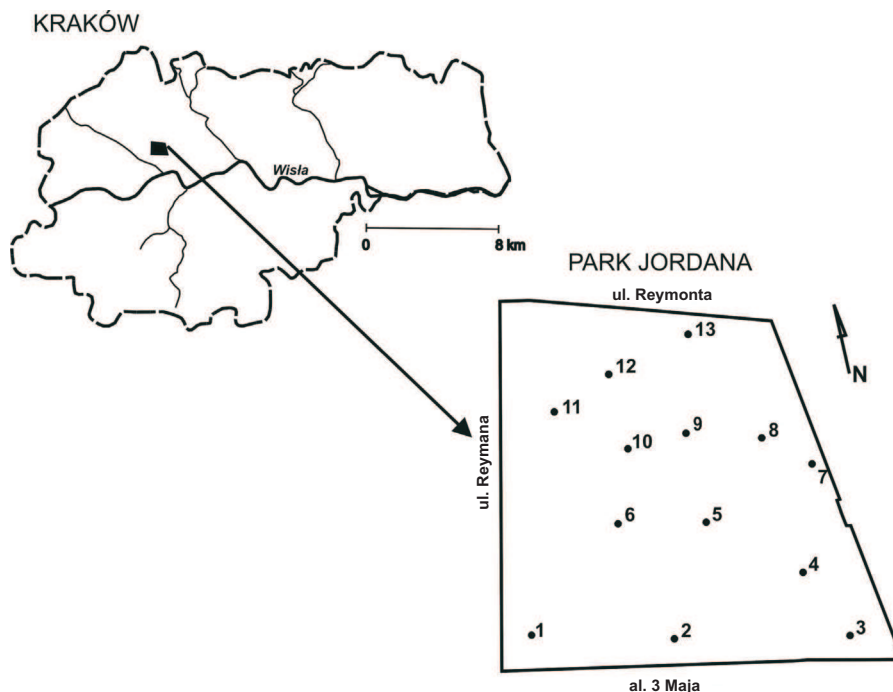 KRAKÓW
Wisła
0 8 km
PARK JORDANA
ul. Reymonta
13
12
11
9
8
10
7
N
ul. Reymana
6
5
4
1
2
3
al. 3 Maja